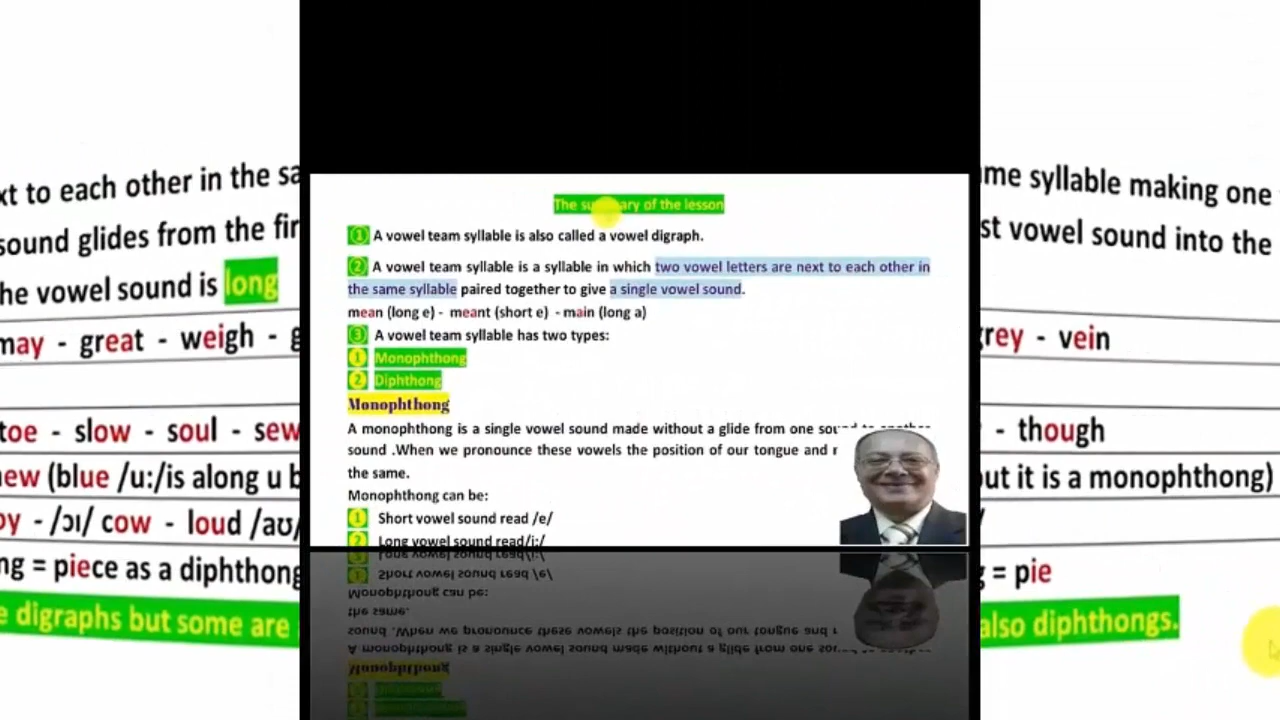 The summary of the lesson
1 A vowel team syllable is also called a vowel digraph.
2 A vowel team syllable is a syllable in which two vowel letters are next to each other in
the same syllable paired together to give a single vowel sound.
mean (long e) - meant (short e) - main (long a)
3 A vowel team syllable has two types:
1 Monophthong
2 Diphthong
Monophthong
A monophthong is a single vowel sound made without a glide from one
sound .When we pronounce these vowels the position of our tongue and
the same.
Monophthong can be:
1 Short vowel sound read /e/
2 Long vowel sound read/i:/
xt to each other in the sa
sound glides from the fir
he vowel sound is long
may - great - weigh - g
toe - slow - soul - sew
new (blue /u:/is along u b
oy - /ɔɪ/ cow - loud /aʊ/
ng = piece as a diphthong
e digraphs but some are
me syllable making one
st vowel sound into the
grey - vein
- though
but it is a monophthong)
g = pie
also diphthongs.